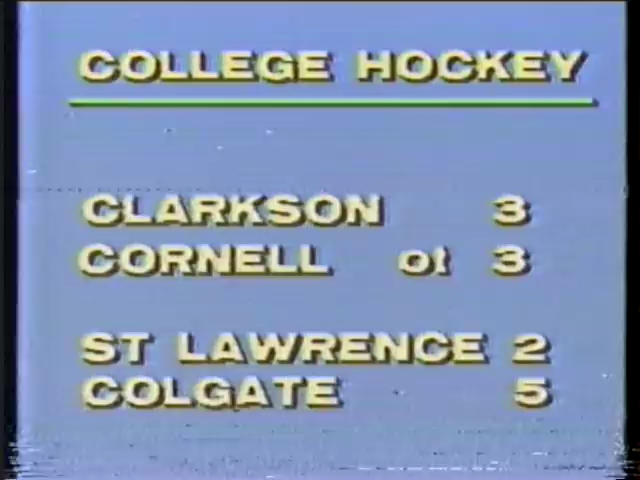 COLLEGE HOCKEY
CLARKSON 3
CORNELL ot 3
ST LAWRENCE 2
COLGATE 5